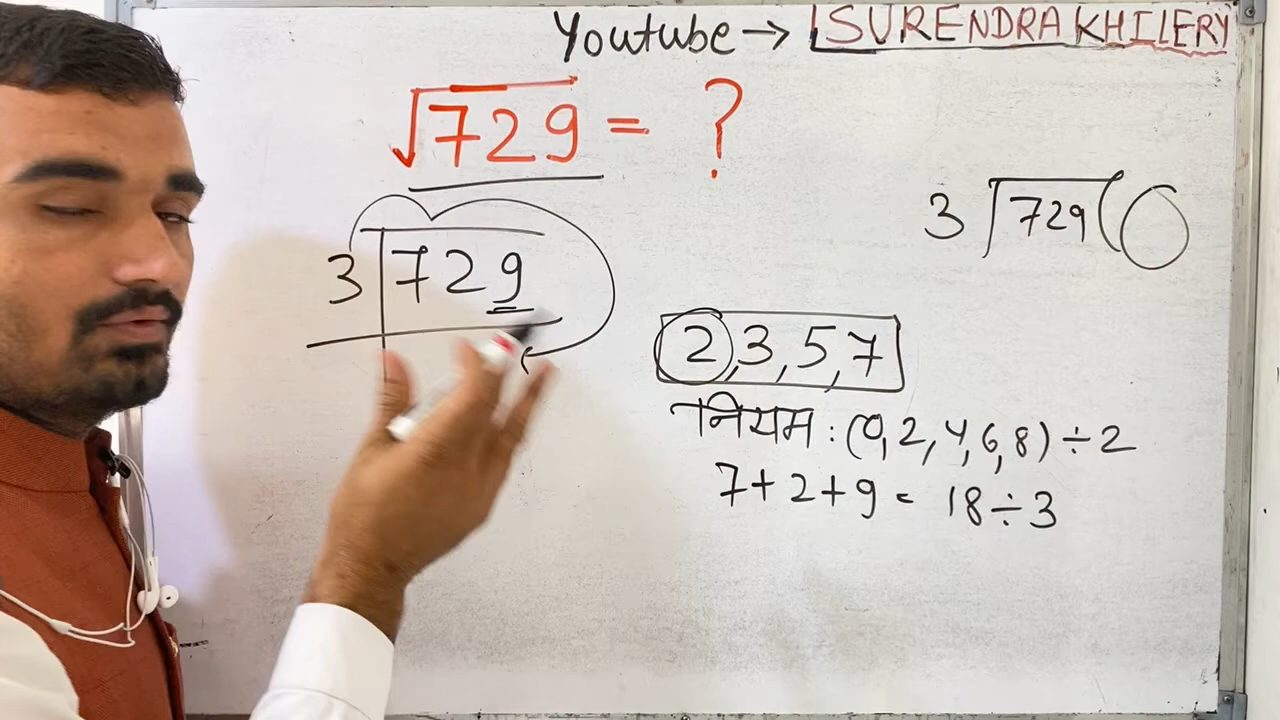 Youtube → SURENDRA KHILERY
√729 = ?
3 729
3 729 (
2, 3, 5, 7
नियम : (0, 2, 4, 6, 8) ÷ 2
7 + 2 + 9 = 18 ÷ 3